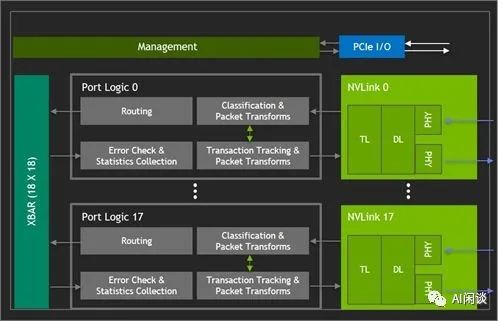 Management
PCIe I/O
XBAR (18 X 18)
Port Logic 0
Routing
Classification &
Packet Transforms
Error Check &
Statistics Collection
Transaction Tracking &
Packet Transforms
NVLink 0
TL
DL
PHY
PHY
Port Logic 17
Routing
Classification &
Packet Transforms
Error Check &
Statistics Collection
Transaction Tracking &
Packet Transforms
NVLink 17
TL
DL
PHY
PHY
AI闲谈